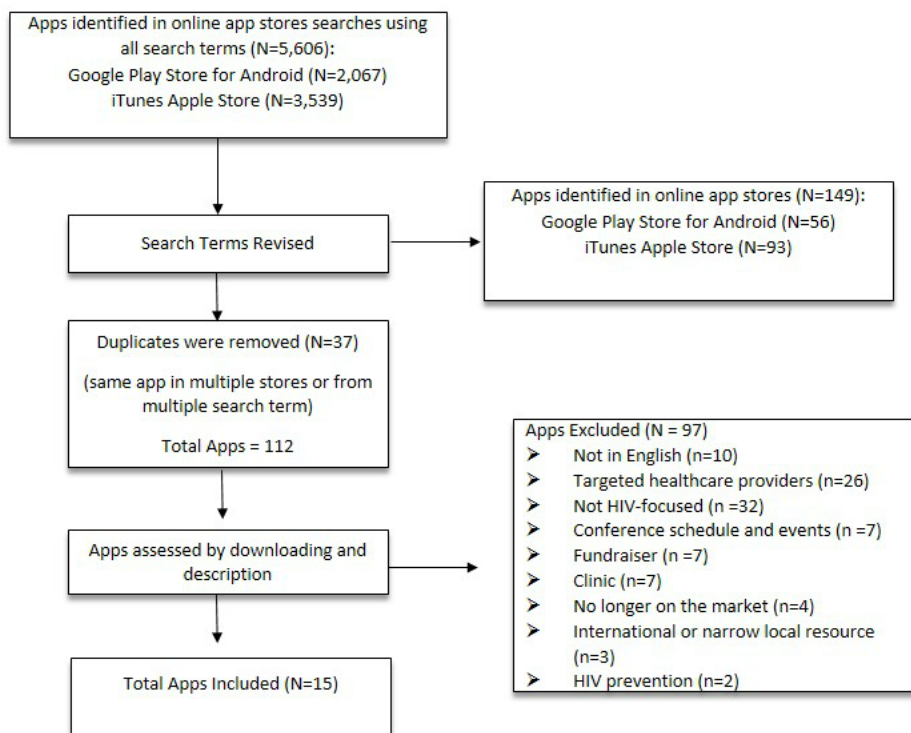 Apps identified in online app stores searches using
all search terms (N=5,606):
Google Play Store for Android (N=2,067)
iTunes Apple Store (N=3,539)
Apps identified in online app stores (N=149):
Google Play Store for Android (N=56)
iTunes Apple Store (N=93)
Search Terms Revised
Duplicates were removed (N=37)
(same app in multiple stores or from
multiple search term)
Total Apps = 112
Apps Excluded (N = 97)
➤ Not in English (n=10)
➤ Targeted healthcare providers (n=26)
➤ Not HIV-focused (n =32)
➤ Conference schedule and events (n =7)
➤ Fundraiser (n =7)
➤ Clinic (n=7)
➤ No longer on the market (n=4)
➤ International or narrow local resource
(n=3)
➤ HIV prevention (n=2)
Apps assessed by downloading and
description
Total Apps Included (N=15)